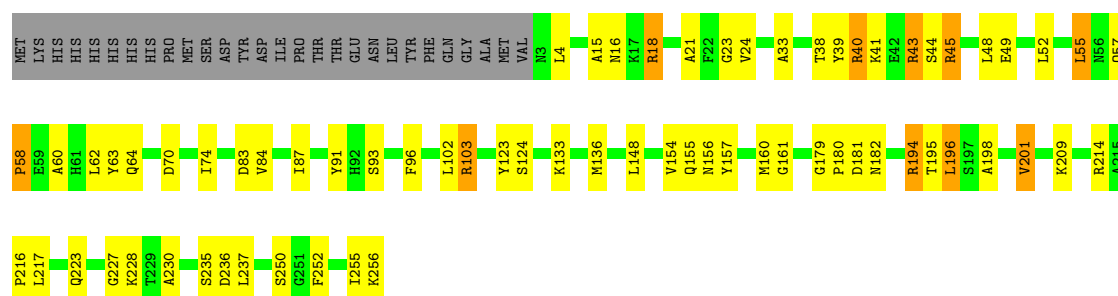 MET LYS HIS HIS HIS HIS HIS HIS HIS PRO MET SER ASP TYR ASP ILE PRO THR THR GLU ASN LEU TYR PHE GLN GLY ALA MET VAL N3 L4 A15 N16 K17 R18 A21 F22 G23 V24 A33 T38 Y39 R40 K41 E42 R43 S44 R45 L48 E49 L52 L55 N56 Q57
P58 E59 A60 H61 L62 Y63 Q64 D70 I74 D83 V84 I87 Y91 H92 S93 F96 L102 R103 Y123 S124 K133 M136 L148 V154 Q155 N156 Y157 M160 G161 G179 P180 D181 N182 R194 T195 L196 S197 A198 V201 K209 R214 A215
P216 L217 Q223 G227 K228 T229 A230 S235 D236 L237 S250 G251 F252 I255 K256